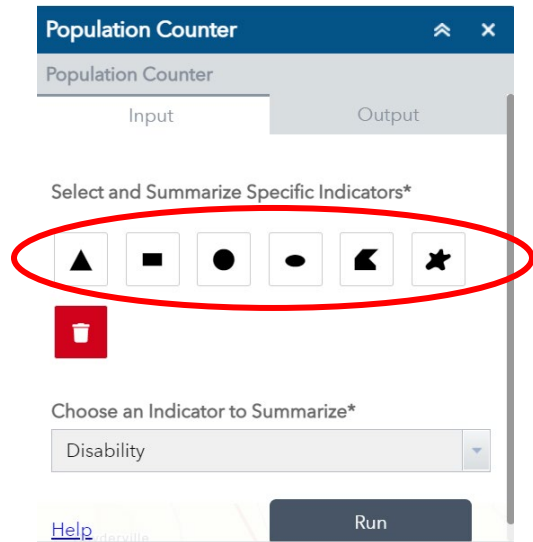 Population Counter
Population Counter
Input Output
Select and Summarize Specific Indicators*
Choose an Indicator to Summarize*
Disability
Help
Run